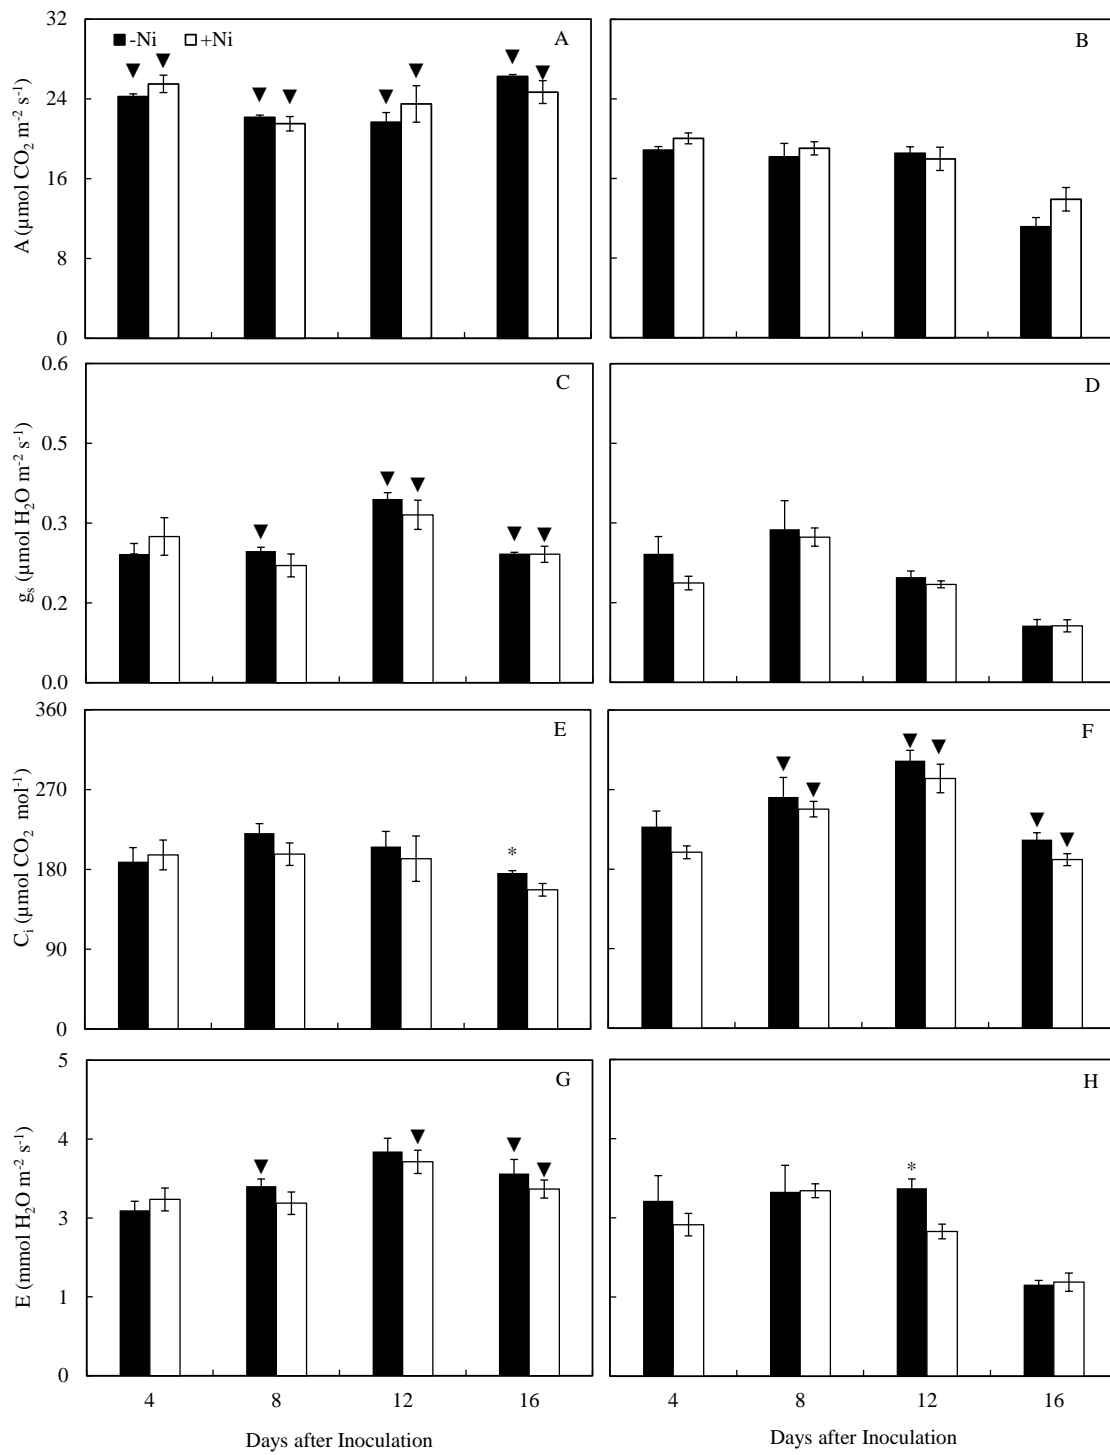 32
-Ni +Ni A B
24
16
8
0
A (µmol CO2 m-2 s-1)
0.6
C D
0.5
0.3
0.2
0.0
gs (µmol H2O m-2 s-1)
360
E F
270
180
*
90
0
Ci (µmol CO2 mol-1)
5
G H
4
*
3
1
0
E (mmol H2O m-2 s-1)
4 8 12 16 4 8 12 16
Days after Inoculation Days after Inoculation